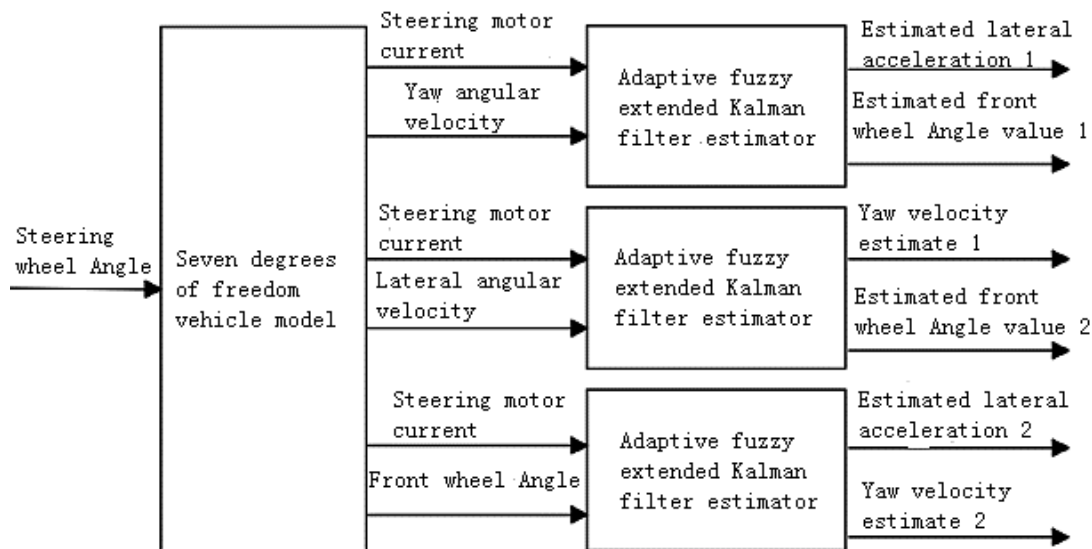 Steering
wheel Angle
Seven degrees
of freedom
vehicle model
Steering motor
current
Yaw angular
velocity
Adaptive fuzzy
extended Kalman
filter estimator
Estimated lateral
acceleration 1
Estimated front
wheel Angle value 1
Steering motor
current
Lateral angular
velocity
Adaptive fuzzy
extended Kalman
filter estimator
Yaw velocity
estimate 1
Estimated front
wheel Angle value 2
Steering motor
current
Front wheel Angle
Adaptive fuzzy
extended Kalman
filter estimator
Estimated lateral
acceleration 2
Yaw velocity
estimate 2